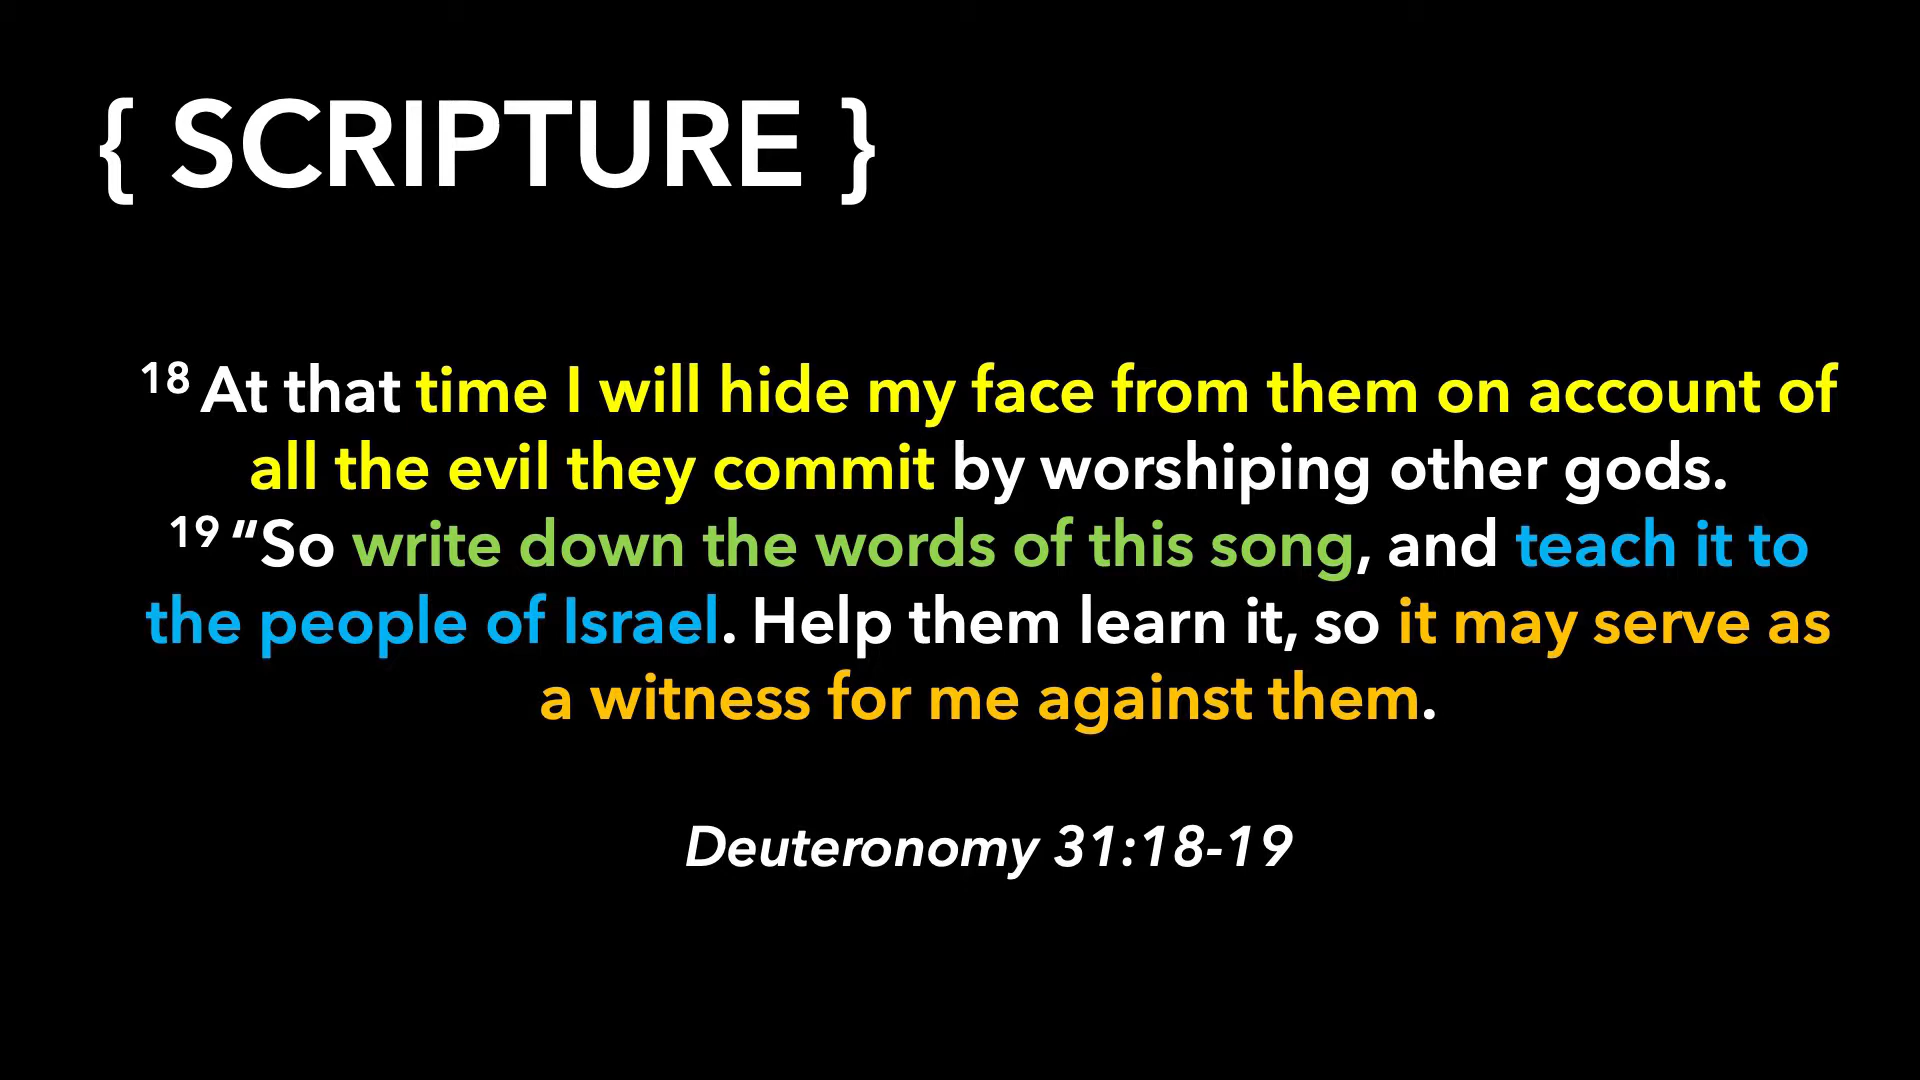 { SCRIPTURE }
18 At that time I will hide my face from them on account of
all the evil they commit by worshiping other gods.
19 “So write down the words of this song, and teach it to
the people of Israel. Help them learn it, so it may serve as
a witness for me against them.
Deuteronomy 31:18-19